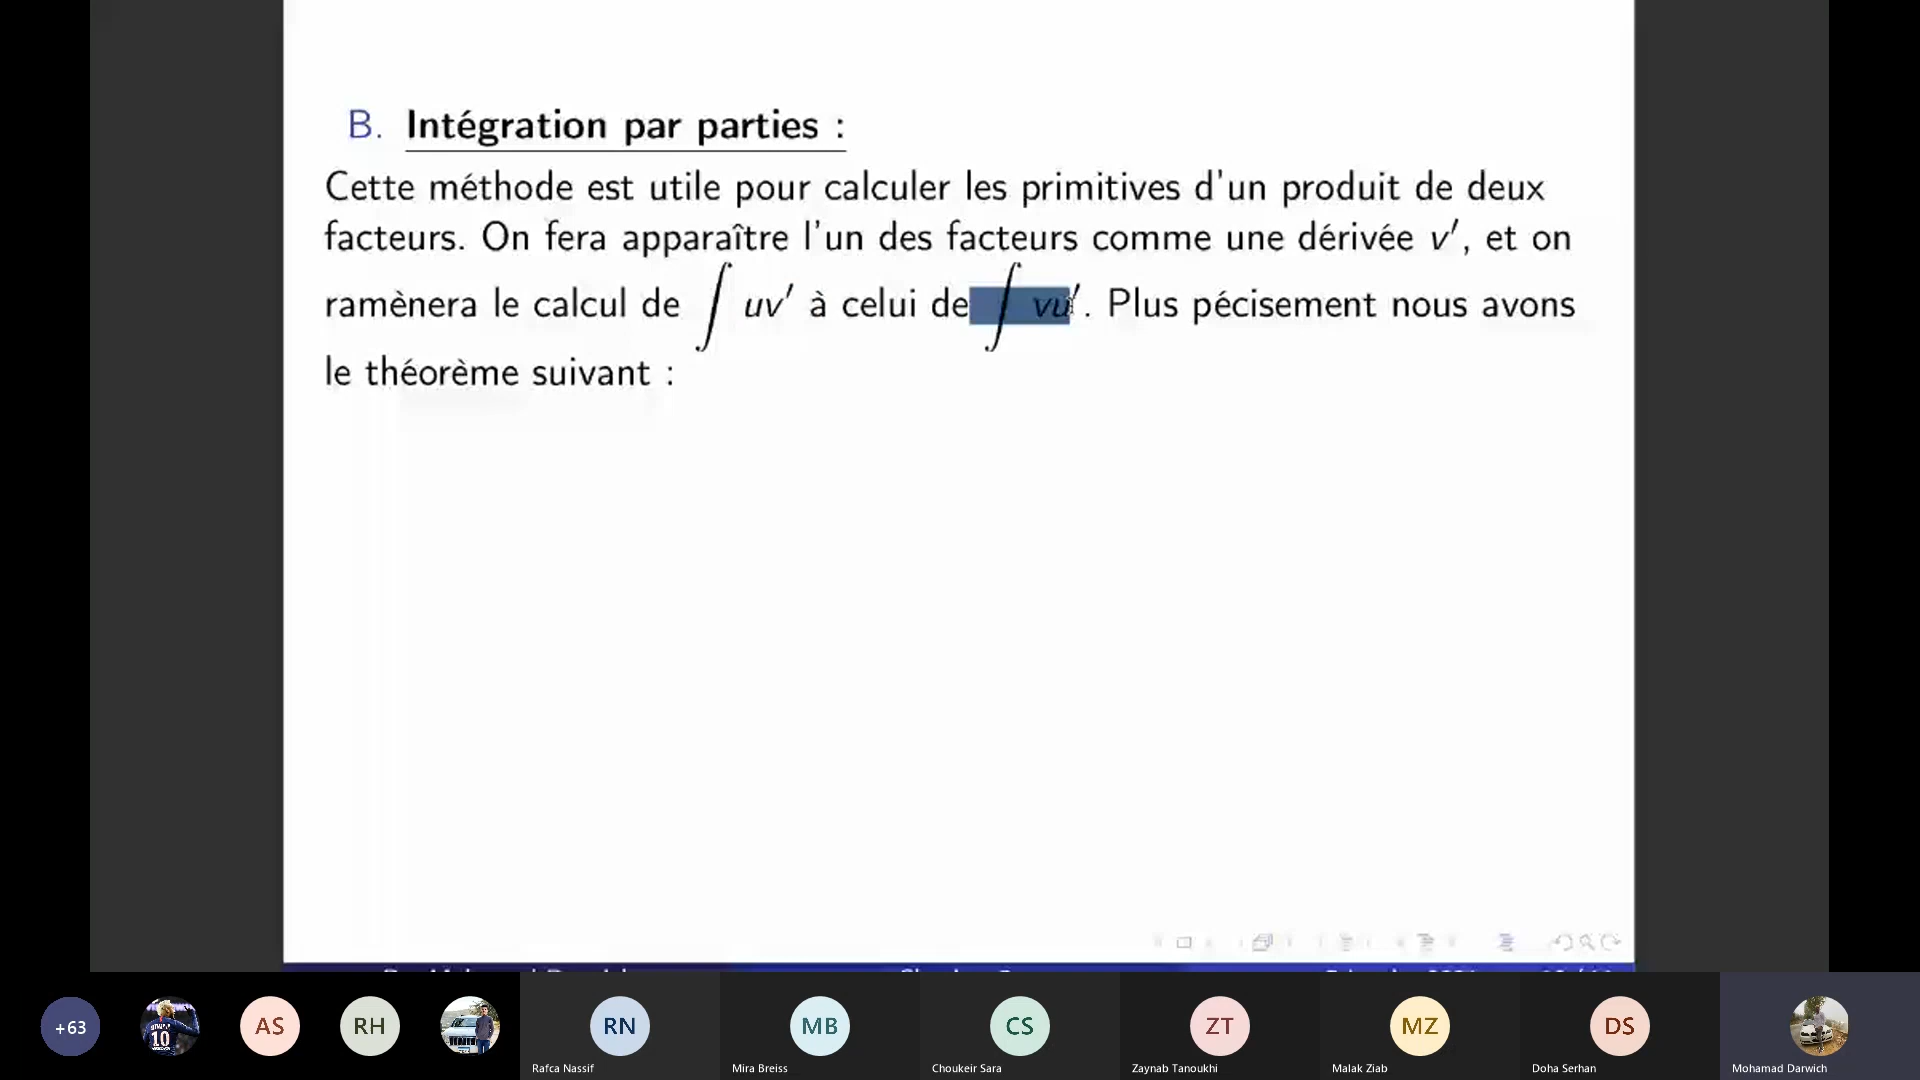 B. Intégration par parties :
Cette méthode est utile pour calculer les primitives d'un produit de deux
facteurs. On fera apparaître l'un des facteurs comme une dérivée v′, et on
ramènera le calcul de ∫ uv′ à celui de ∫ vu′. Plus pécisement nous avons
le théorème suivant :
+63
10
AS
RH
RN
MB
CS
ZT
MZ
DS
Rafca Nassif
Mira Breiss
Choukeir Sara
Zaynab Tanoukhi
Malak Ziab
Doha Serhan
Mohamad Darwich